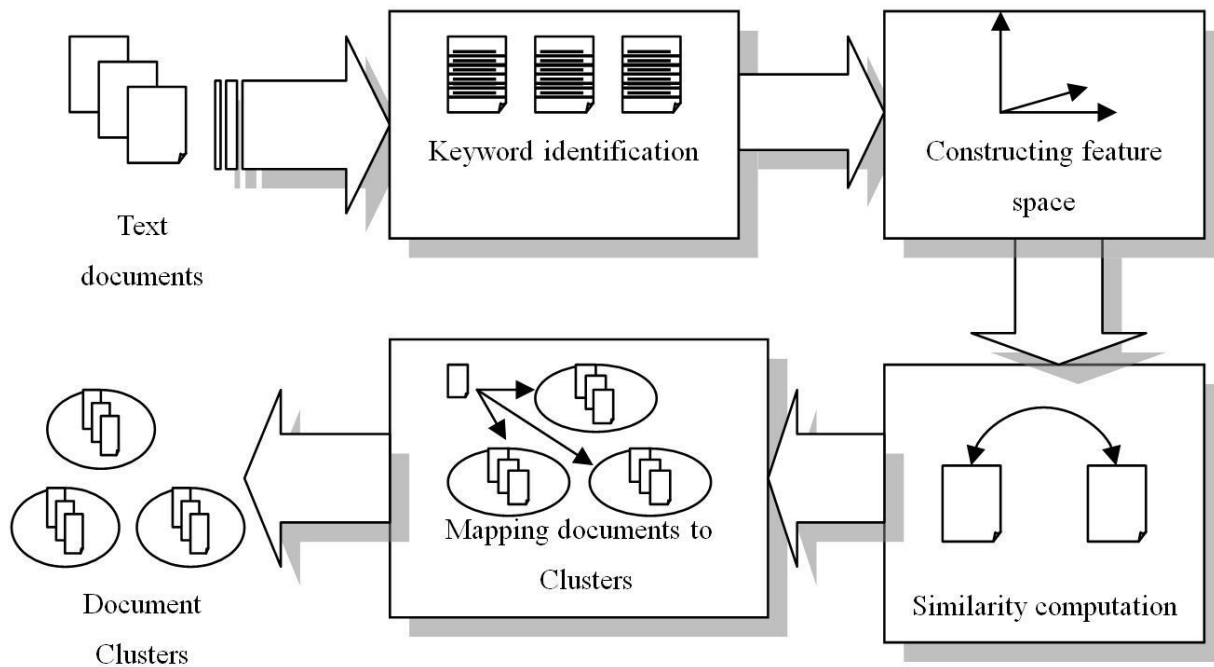 Text
documents
Keyword identification
Constructing feature
space
Similarity computation
Mapping documents to
Clusters
Document
Clusters